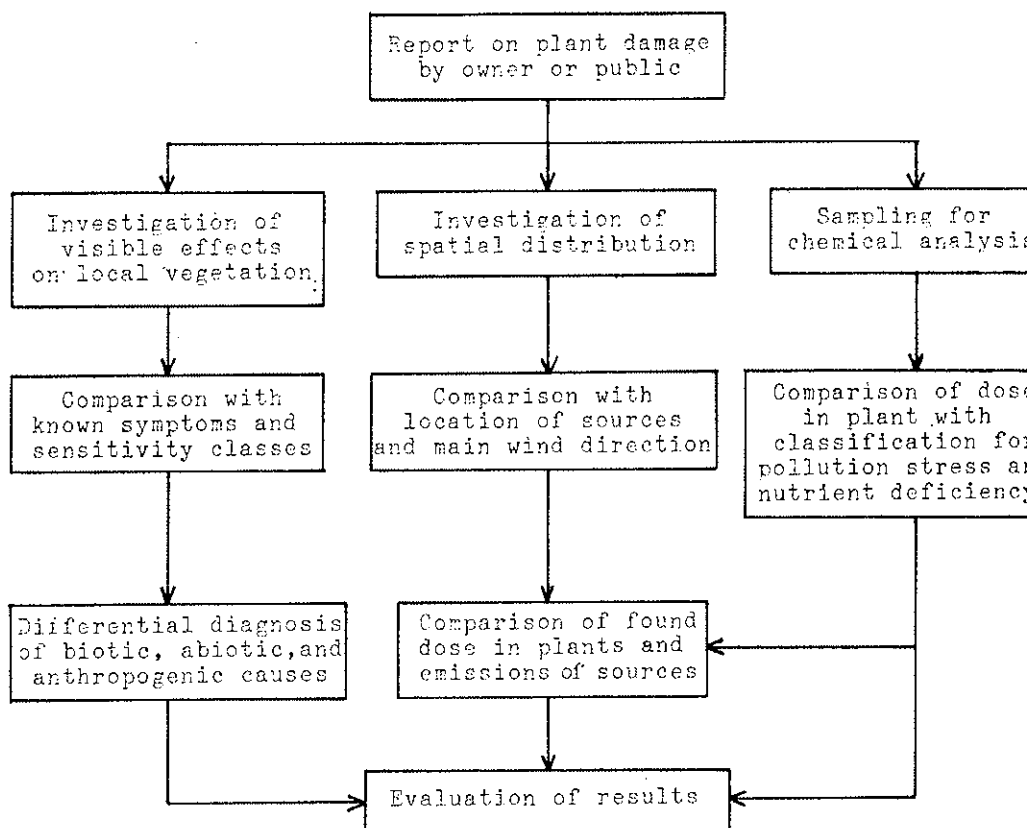 Report on plant damage
by owner or public
Investigation of
visible effects
on local vegetation
Investigation of
spatial distribution
Sampling for
chemical analysis
Comparison with
known symptoms and
sensitivity classes
Comparison with
location of sources
and main wind direction
Comparison of dose
in plant with
classification for
pollution stress an
nutrient deficiency
Differential diagnosis
of biotic, abiotic, and
anthropogenic causes
Comparison of found
dose in plants and
emissions of sources
Evaluation of results